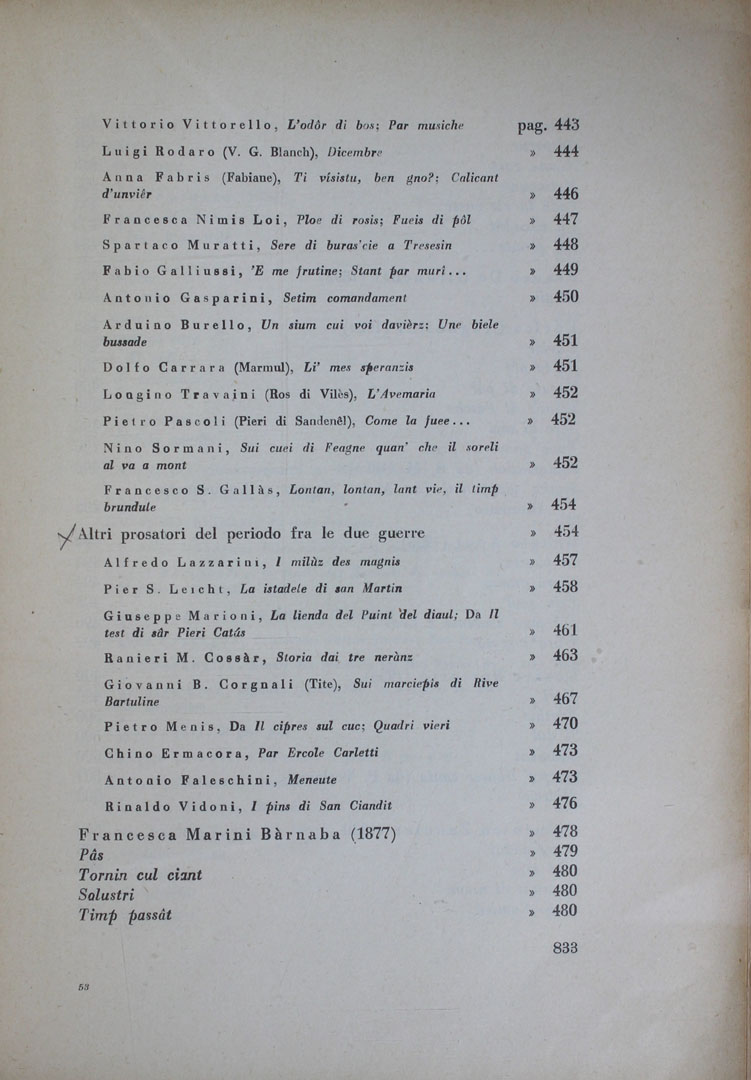 Vittorio Vittorello, L'odôr di bos; Par musiche pag. 443
Luigi Rodaro (V. G. Blanch), Dicembre » 444
Anna Fabris (Fabiane), Ti visistu, ben gno?; Calicant
d'unviêr » 446
Francesca Nimis Loi, Ploe di rosis; Fueis di pôl » 447
Spartaco Muratti, Sere di buras'cie a Tresesin » 448
Fabio Galliussi, 'E me frutine; Stant par murî... » 449
Antonio Gasparini, Setim comandament » 450
Arduino Burello, Un sium cui voi davièrz; Une biele
bussade » 451
Dolfo Carrara (Marmul), Li' mes speranzis » 451
Longino Travaini (Ros di Vilès), L'Avemaria » 452
Pietro Pascoli (Pieri di Sandenêl), Come la fuee... » 452
Nino Sormani, Sui cuei di Feagne quan' che il soreli
al va a mont » 452
Francesco S. Gallàs, Lontan, lontan, lant vie, il timp
brundule » 454
Altri prosatori del periodo fra le due guerre » 454
Alfredo Lazzarini, I milùz des magnis » 457
Pier S. Leicht, La istadele di san Martin » 458
Giuseppe Marioni, La liende del Puint del diaul; Da Il
test di sâr Pieri Catús » 461
Ranieri M. Cossàr, Storia dai tre nerànz » 463
Giovanni B. Corgnali (Tite), Sui marciepis di Rive
Bartuline » 467
Pietro Menis, Da Il cipres sul cuc; Quadri vieri » 470
Chino Ermacora, Par Ercole Carletti » 473
Antonio Faleschini, Meneute » 473
Rinaldo Vidoni, I pins di San Ciandit » 476
Francesca Marini Bàrnaba (1877) » 478
Pâs » 479
Tornin cul ciant » 480
Salustri » 480
Timp passât » 480
833
53